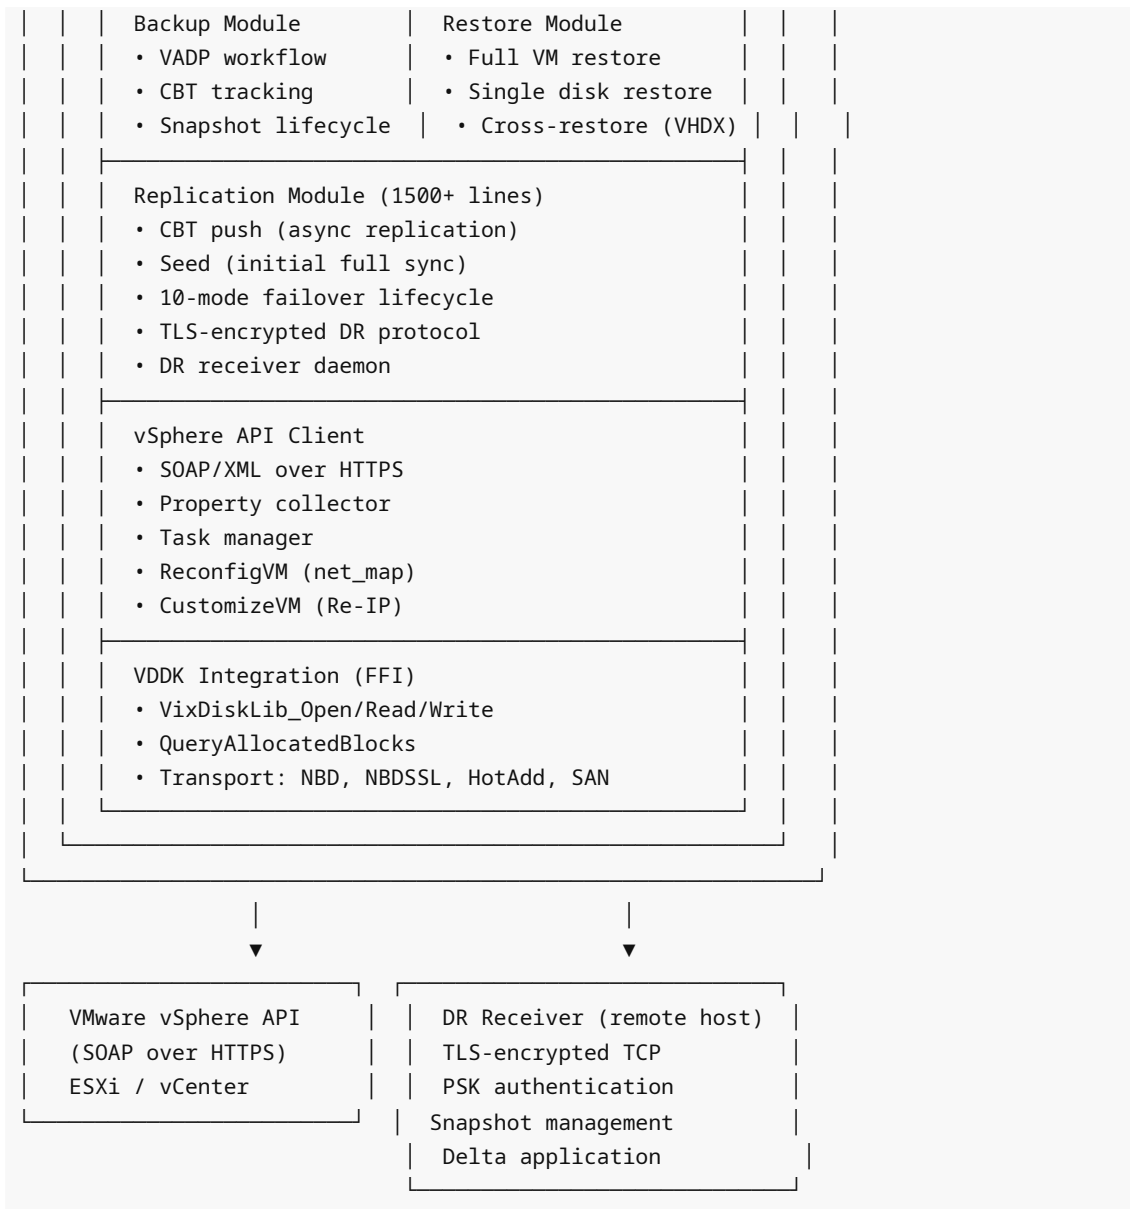 Backup Module │ Restore Module
• VADP workflow │ • Full VM restore
• CBT tracking │ • Single disk restore
• Snapshot lifecycle │ • Cross-restore (VHDX)
Replication Module (1500+ lines)
• CBT push (async replication)
• Seed (initial full sync)
• 10-mode failover lifecycle
• TLS-encrypted DR protocol
• DR receiver daemon
vSphere API Client
• SOAP/XML over HTTPS
• Property collector
• Task manager
• ReconfigVM (net_map)
• CustomizeVM (Re-IP)
VDDK Integration (FFI)
• VixDiskLib_Open/Read/Write
• QueryAllocatedBlocks
• Transport: NBD, NBDSSL, HotAdd, SAN
VMware vSphere API │ │ DR Receiver (remote host)
(SOAP over HTTPS) │ │ TLS-encrypted TCP
ESXi / vCenter │ │ PSK authentication
Snapshot management
Delta application